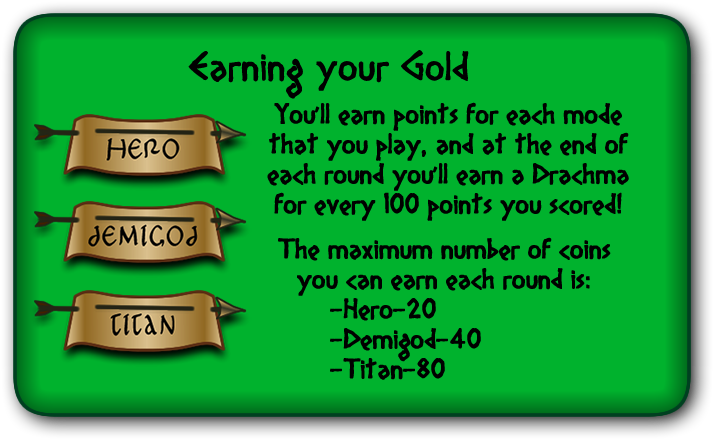 Earning your Gold
HERO
DEMIGOD
TITAN
You'll earn points for each mode
that you play, and at the end of
each round you'll earn a Drachma
for every 100 points you scored!
The maximum number of coins
you can earn each round is:
-Hero-20
-Demigod-40
-Titan-80